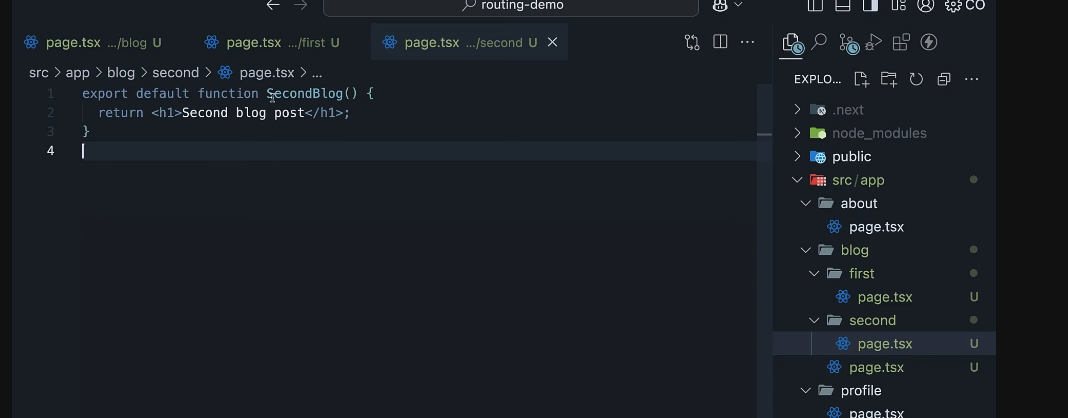 routing-demo
CO
page.tsx .../blog U
page.tsx .../first U
page.tsx .../second U
src > app > blog > second > page.tsx > ...
EXPLO...
1 export default function SecondBlog() {
2 return <h1>Second blog post</h1>;
3 }
4
.next
node_modules
public
src/app
about
page.tsx
blog
first
page.tsx U
second
page.tsx U
page.tsx U
profile
page.tsx